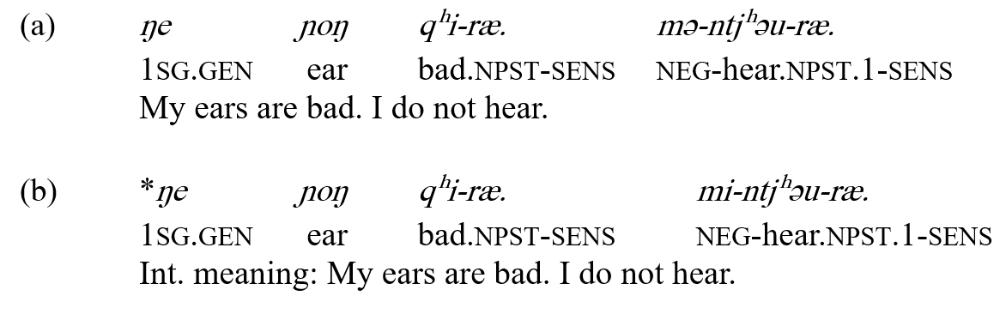 (a) ŋe ɲoŋ qʰi-ræ. mə-ntjʰəu-ræ.
1SG.GEN ear bad.NPST-SENS NEG-hear.NPST.1-SENS
My ears are bad. I do not hear.
(b) *ŋe ɲoŋ qʰi-ræ. mi-ntjʰəu-ræ.
1SG.GEN ear bad.NPST-SENS NEG-hear.NPST.1-SENS
Int. meaning: My ears are bad. I do not hear.